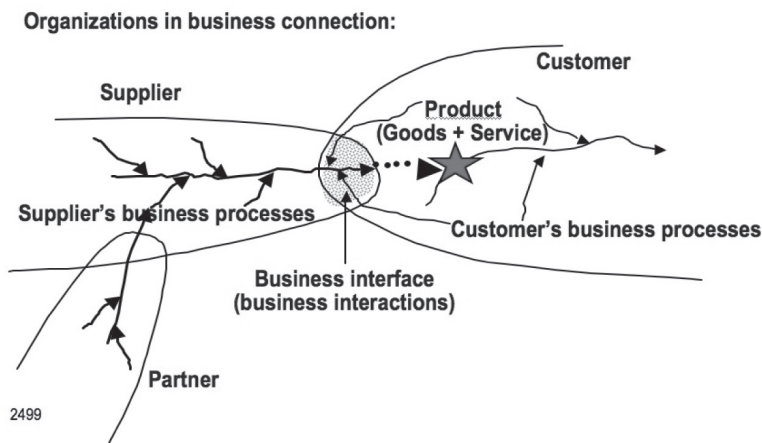 Organizations in business connection:
Customer
Supplier
Product
(Goods + Service)
Supplier's business processes
Customer's business processes
Business interface
(business interactions)
Partner
2499